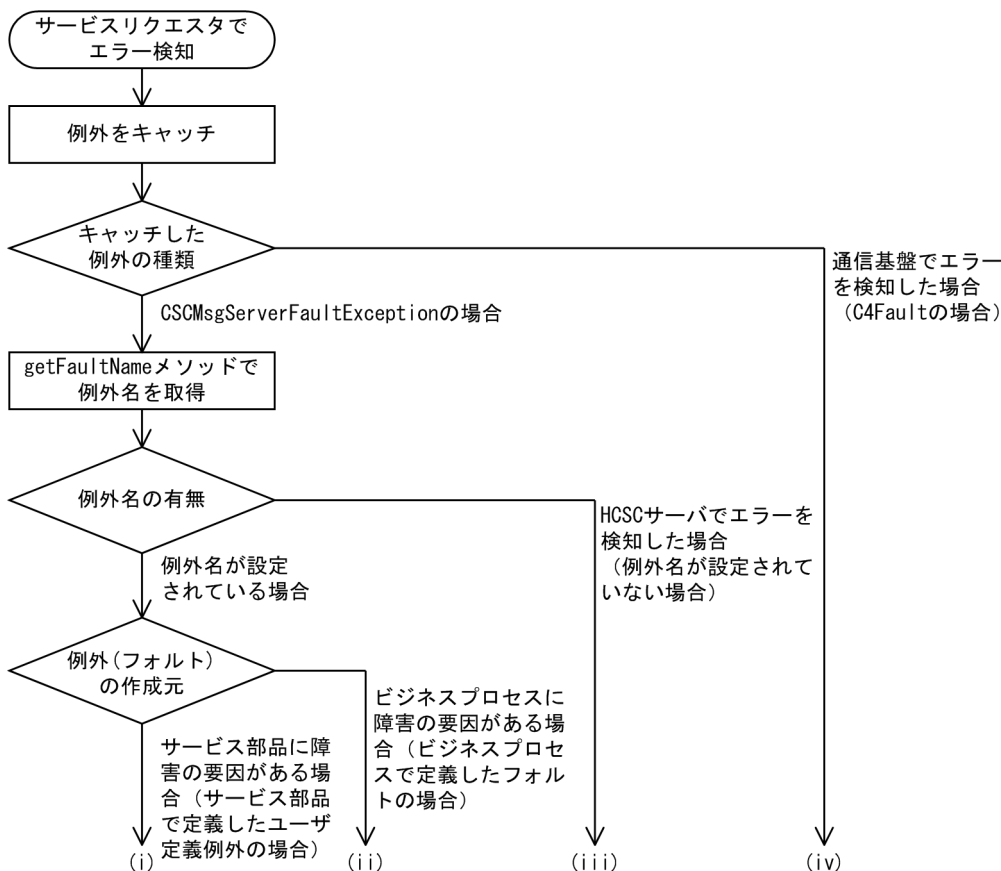 サービスリクエスタで
エラー検知
例外をキャッチ
キャッチした
例外の種類
通信基盤でエラー
を検知した場合
（C4Faultの場合）
CSCMsgServerFaultExceptionの場合
getFaultNameメソッドで
例外名を取得
例外名の有無
HCSCサーバでエラーを
検知した場合
（例外名が設定されて
いない場合）
例外名が設定
されている場合
例外(フォルト)
の作成元
ビジネスプロセスに
障害の要因がある場
合（ビジネスプロセ
スで定義したフォル
トの場合）
サービス部品に障
害の要因がある場
合（サービス部品
で定義したユーザ
定義例外の場合）
(i)
(ii)
(iii)
(iv)